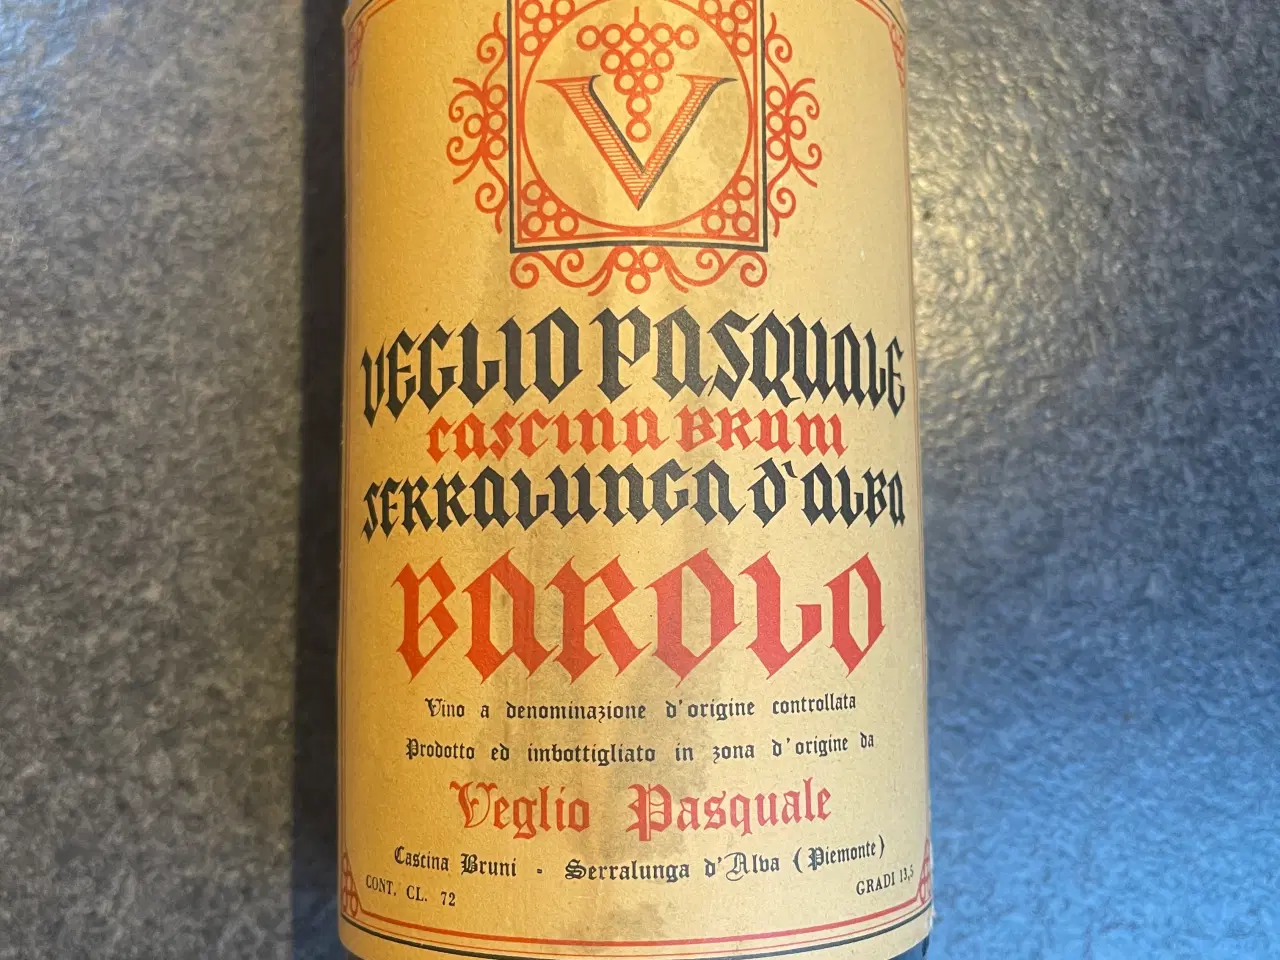 V
VEGLIO PASQUALE
CASCINA BRUNI
SERRALUNGA D'ALBA
BAROLO
Vino a denominazione d'origine controllata
Prodotto ed imbottigliato in zona d'origine da
Veglio Pasquale
Cascina Bruni - Serralunga d'Alba (Piemonte)
CONT. CL. 72 GRADI 13,5